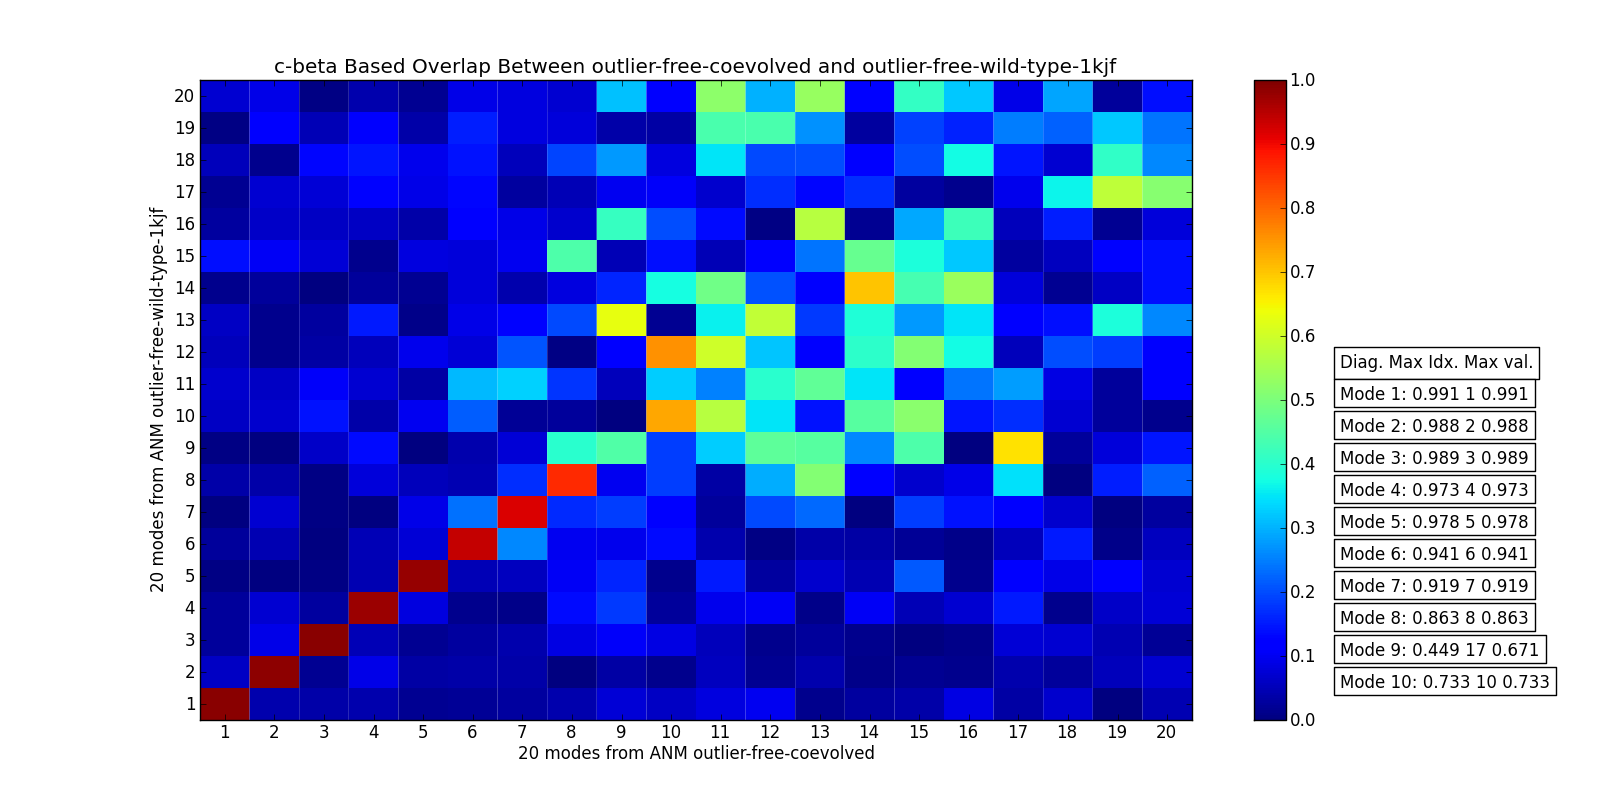 c-beta Based Overlap Between outlier-free-coevolved and outlier-free-wild-type-1kjf
20 modes from ANM outlier-free-wild-type-1kjf
20
19
18
17
16
15
14
13
12
11
10
9
8
7
6
5
4
3
2
1
1 2 3 4 5 6 7 8 9 10 11 12 13 14 15 16 17 18 19 20
20 modes from ANM outlier-free-coevolved
1.0
0.9
0.8
0.7
0.6
0.5
0.4
0.3
0.2
0.1
0.0
Diag. Max Idx. Max val.
Mode 1: 0.991 1 0.991
Mode 2: 0.988 2 0.988
Mode 3: 0.989 3 0.989
Mode 4: 0.973 4 0.973
Mode 5: 0.978 5 0.978
Mode 6: 0.941 6 0.941
Mode 7: 0.919 7 0.919
Mode 8: 0.863 8 0.863
Mode 9: 0.449 17 0.671
Mode 10: 0.733 10 0.733